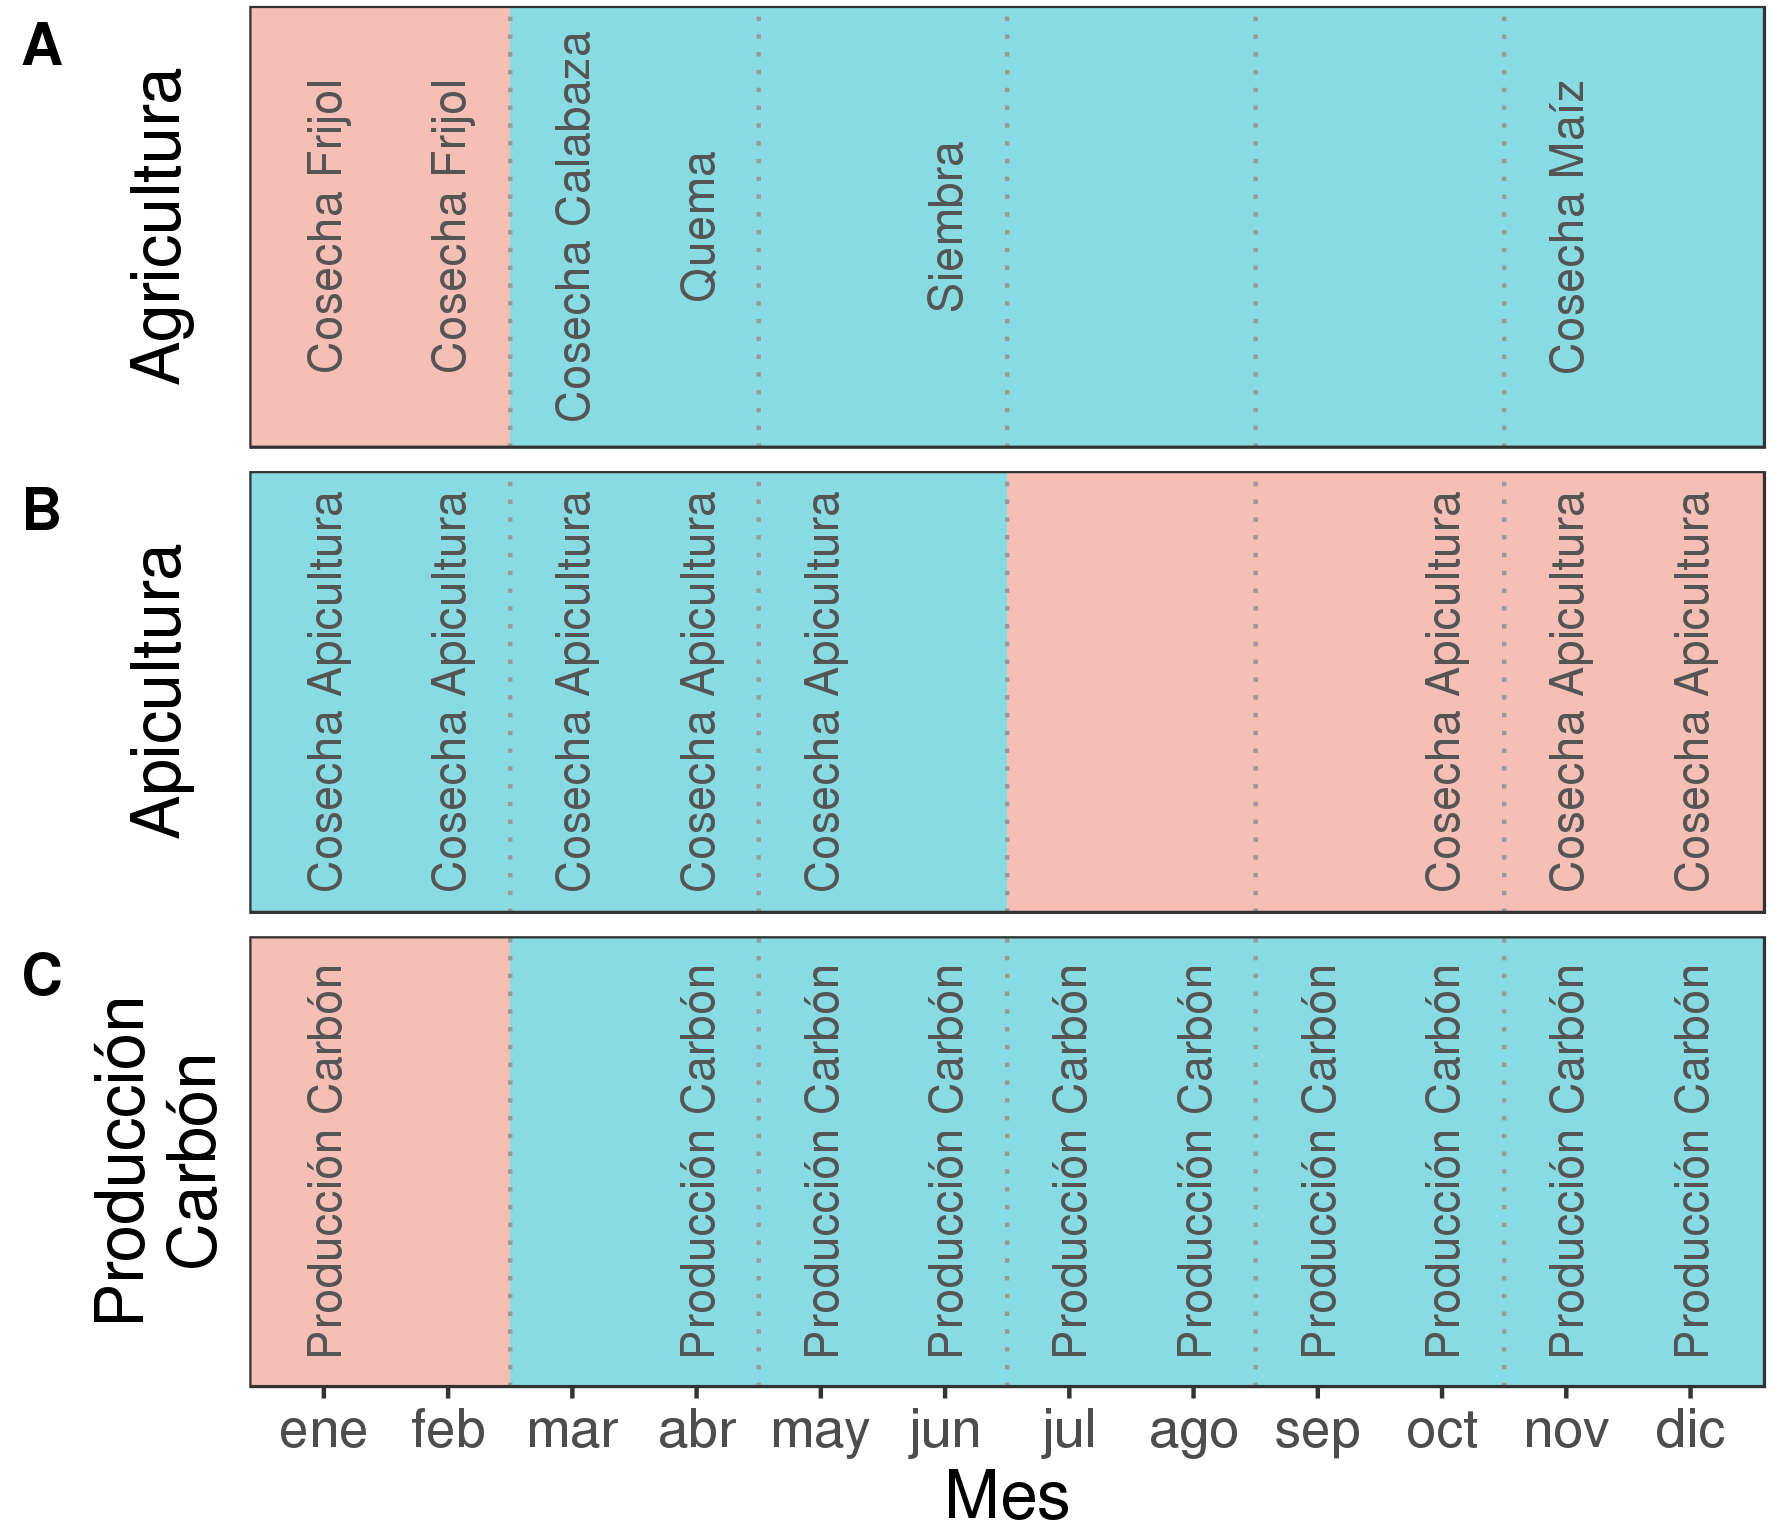 A
Agricultura
Cosecha Frijol
Cosecha Frijol
Cosecha Calabaza
Quema
Siembra
Cosecha Maíz
B
Apicultura
Cosecha Apicultura
Cosecha Apicultura
Cosecha Apicultura
Cosecha Apicultura
Cosecha Apicultura
Cosecha Apicultura
Cosecha Apicultura
Cosecha Apicultura
C
Producción
Carbón
Producción Carbón
Producción Carbón
Producción Carbón
Producción Carbón
Producción Carbón
Producción Carbón
Producción Carbón
Producción Carbón
Producción Carbón
Producción Carbón
ene feb mar abr may jun jul ago sep oct nov dic
Mes